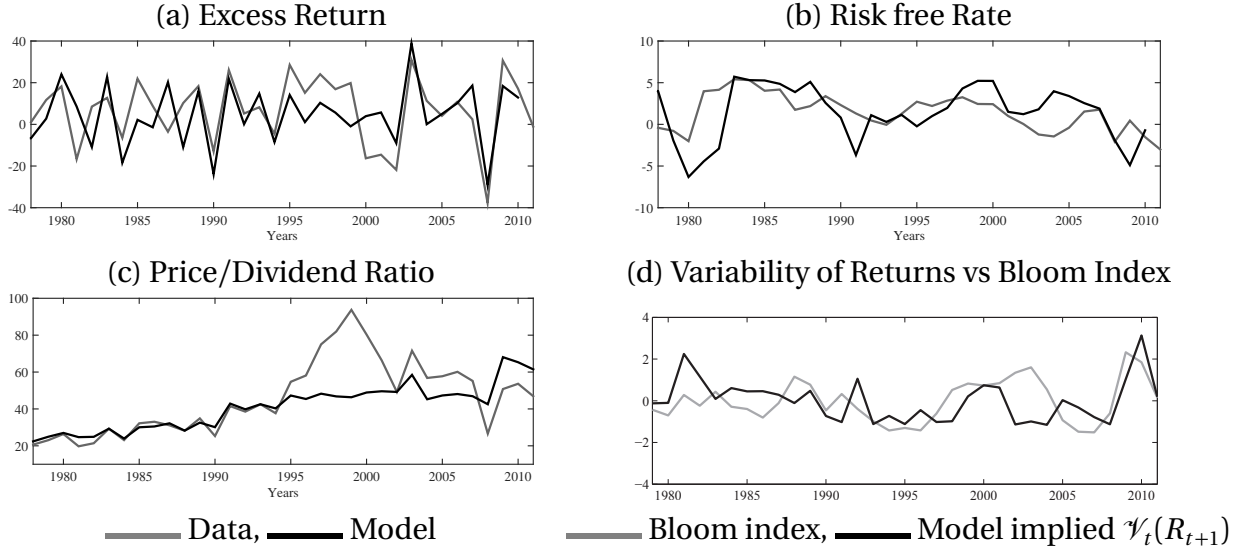 (a) Excess Return
40
20
0
-20
-40
1980 1985 1990 1995 2000 2005 2010
Years
(b) Risk free Rate
10
5
0
-5
-10
1980 1985 1990 1995 2000 2005 2010
Years
(c) Price/Dividend Ratio
100
80
60
40
20
1980 1985 1990 1995 2000 2005 2010
Years
(d) Variability of Returns vs Bloom Index
4
2
0
−2
−4
1980 1985 1990 1995 2000 2005 2010
Data, Model
Bloom index, Model implied 𝒱ₜ(Rₜ₊₁)